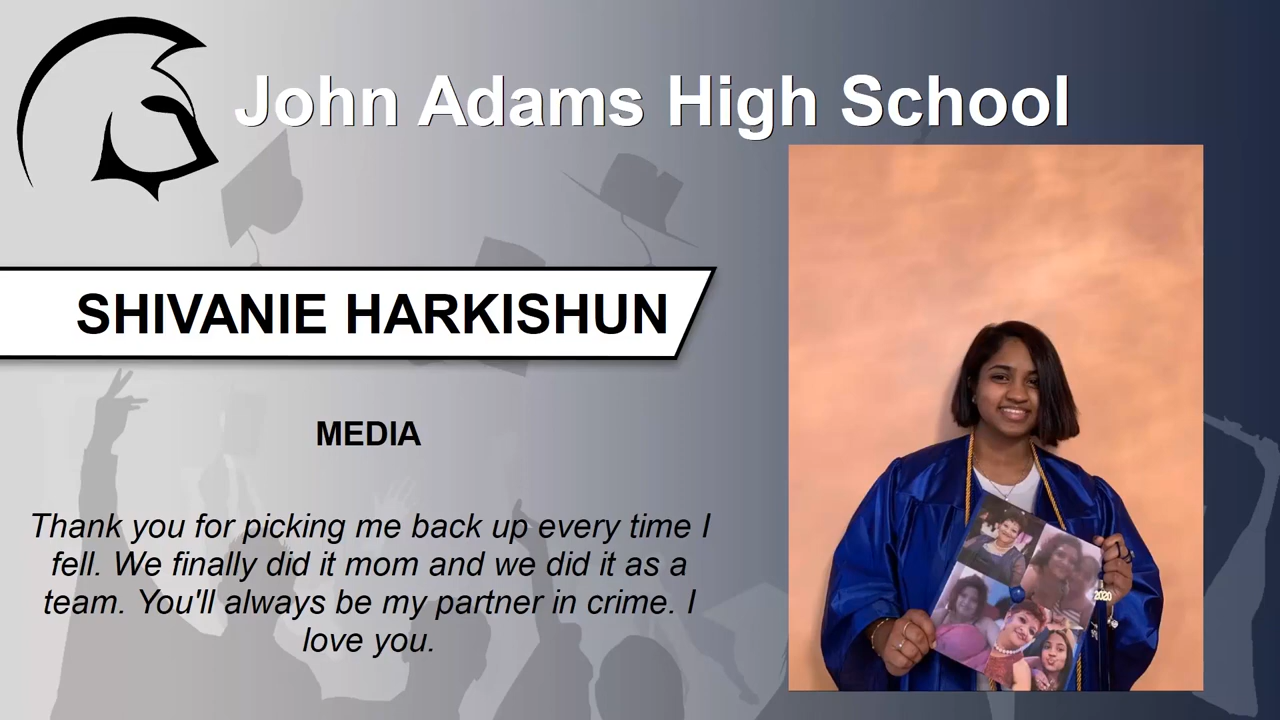 John Adams High School
SHIVANIE HARKISHUN
MEDIA
Thank you for picking me back up every time I
fell. We finally did it mom and we did it as a
team. You'll always be my partner in crime. I
love you.
2020